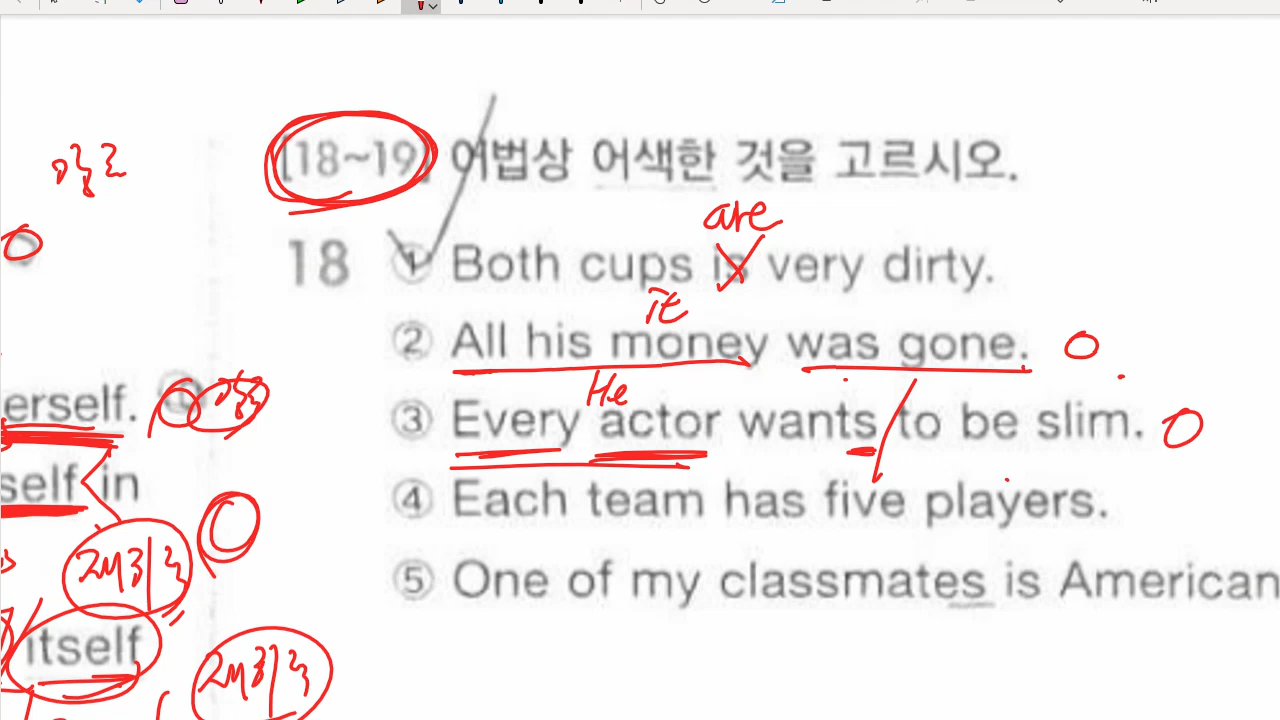 [18~19] 어법상 어색한 것을 고르시오.
are
18 ① Both cups is very dirty.
it
② All his money was gone.
He
③ Every actor wants to be slim.
④ Each team has five players.
⑤ One of my classmates is American
erself.
self in
재귀
itself
재귀